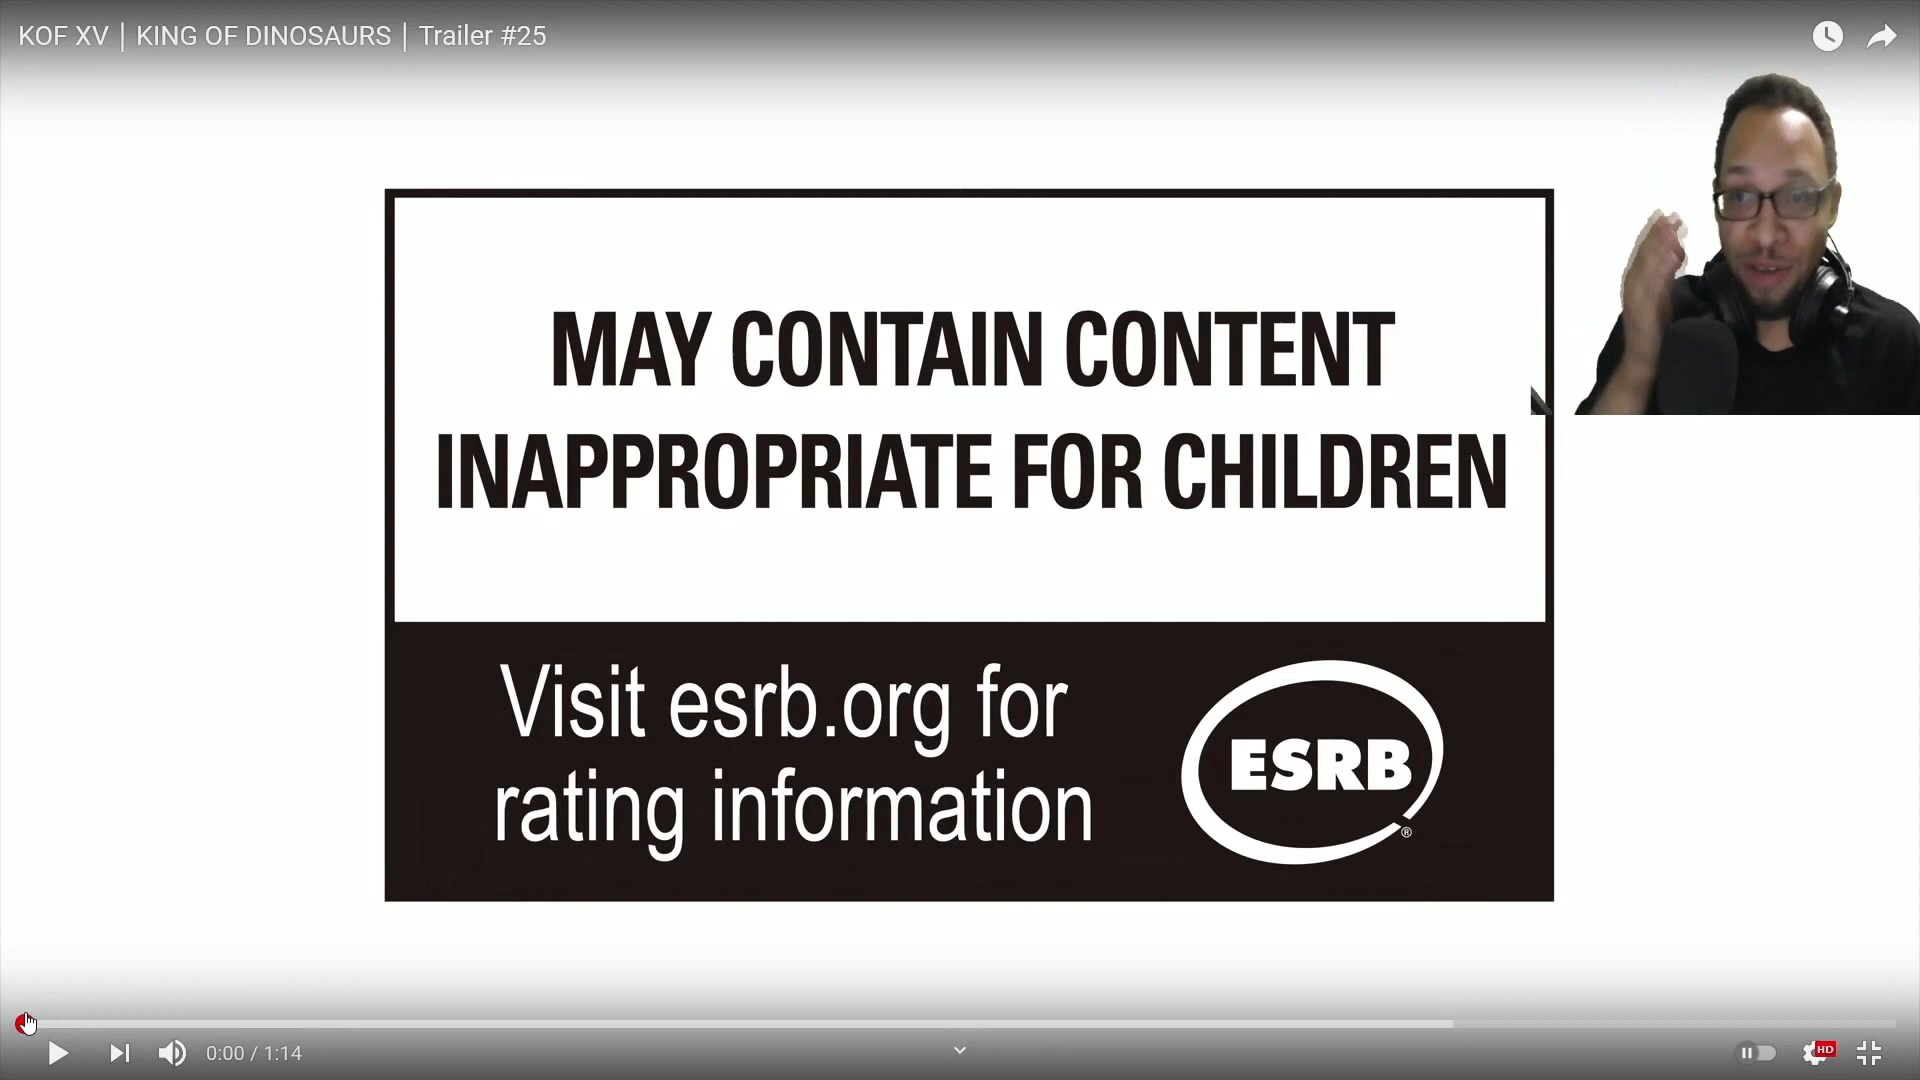 KOF XV｜KING OF DINOSAURS｜Trailer #25
MAY CONTAIN CONTENT
INAPPROPRIATE FOR CHILDREN
Visit esrb.org for
rating information
ESRB
®
0:00 / 1:14
HD